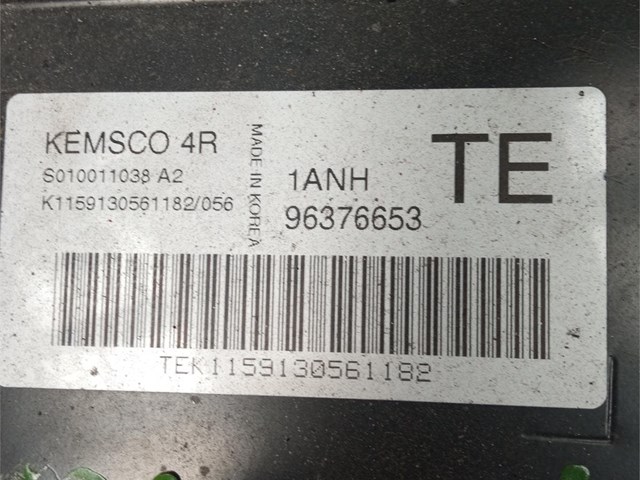 KEMSCO 4R
S010011038 A2
K1159130561182/056
MADE IN KOREA
1ANH
96376653
TE
TEK1159130561182